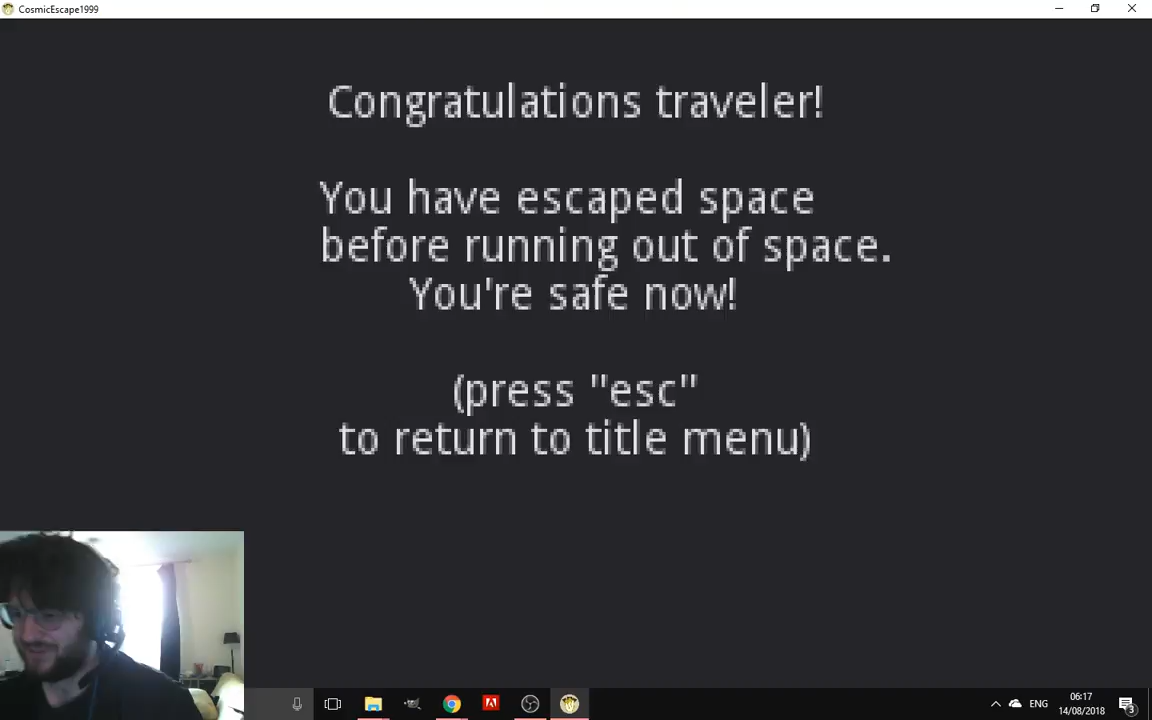 CosmicEscape1999
Congratulations traveler!
You have escaped space
before running out of space.
You're safe now!
(press "esc"
to return to title menu)
ENG
06:17
14/08/2018
3